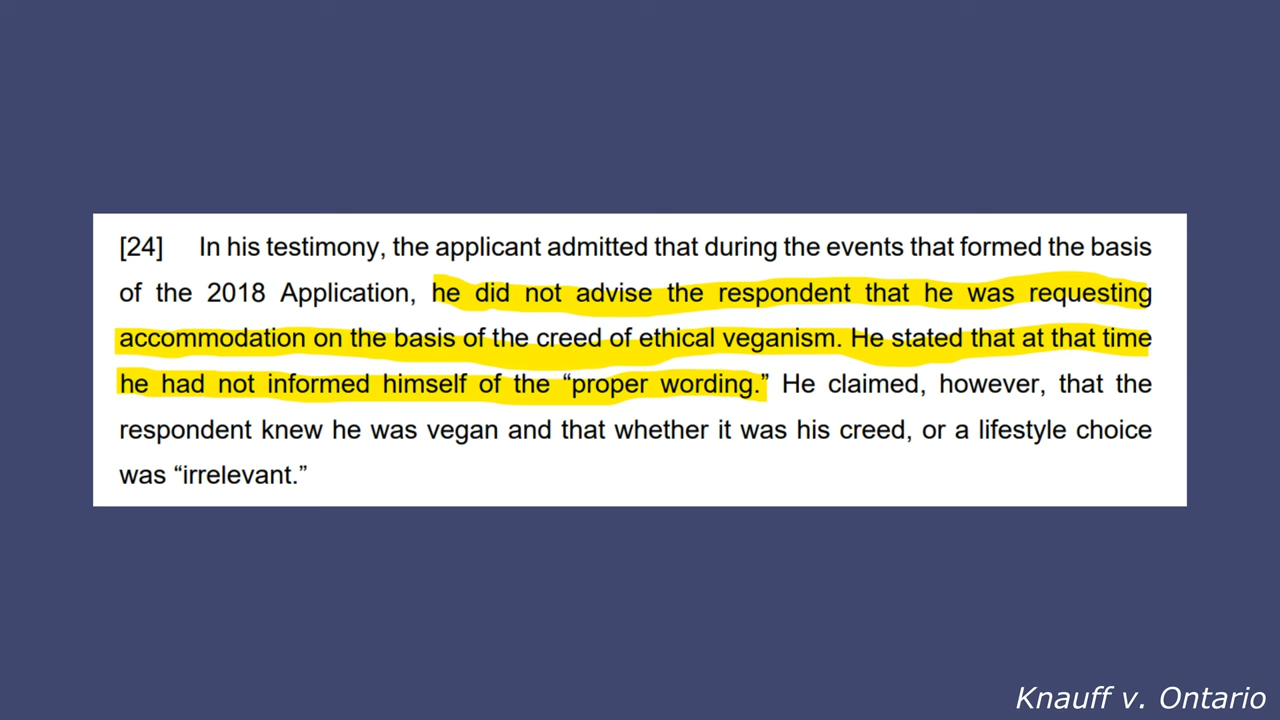 [24] In his testimony, the applicant admitted that during the events that formed the basis
of the 2018 Application, he did not advise the respondent that he was requesting
accommodation on the basis of the creed of ethical veganism. He stated that at that time
he had not informed himself of the “proper wording.” He claimed, however, that the
respondent knew he was vegan and that whether it was his creed, or a lifestyle choice
was “irrelevant.”
Knauff v. Ontario